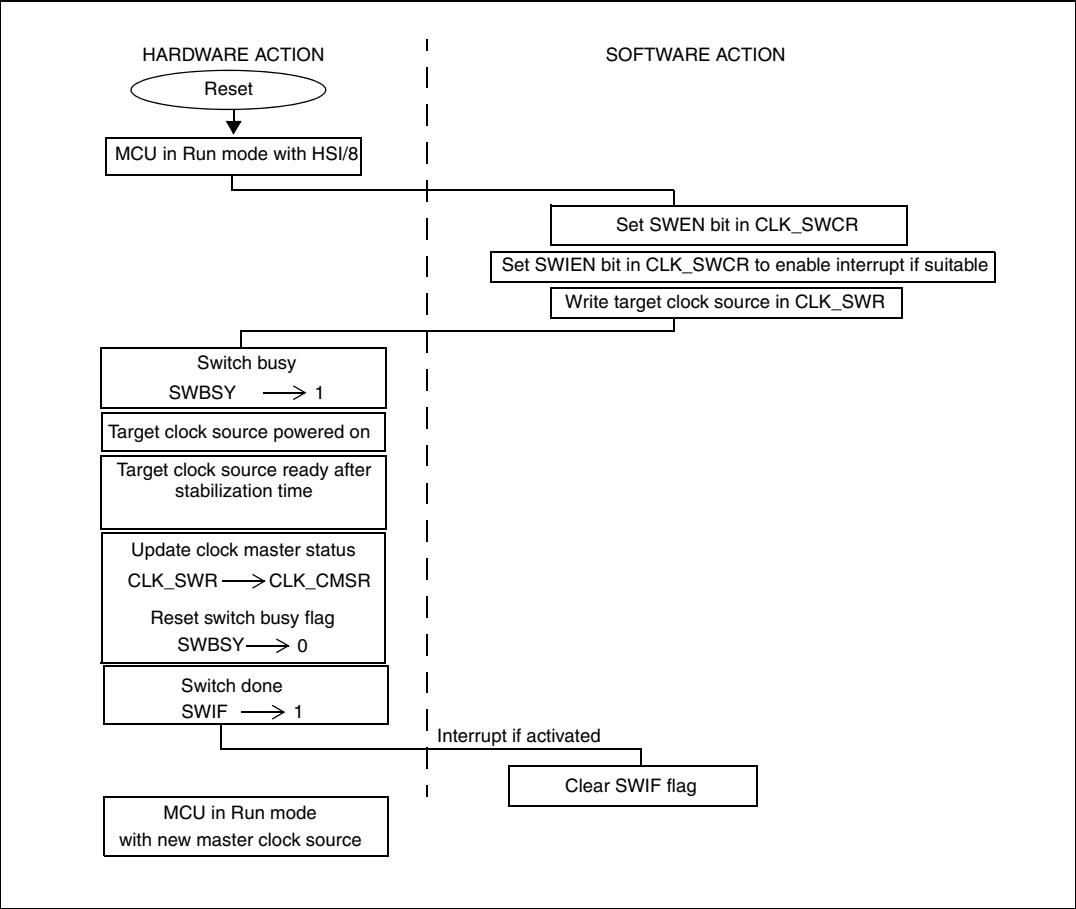 HARDWARE ACTION
SOFTWARE ACTION
Reset
MCU in Run mode with HSI/8
Set SWEN bit in CLK_SWCR
Set SWIEN bit in CLK_SWCR to enable interrupt if suitable
Write target clock source in CLK_SWR
Switch busy
SWBSY → 1
Target clock source powered on
Target clock source ready after
stabilization time
Update clock master status
CLK_SWR → CLK_CMSR
Reset switch busy flag
SWBSY → 0
Switch done
SWIF → 1
Interrupt if activated
Clear SWIF flag
MCU in Run mode
with new master clock source